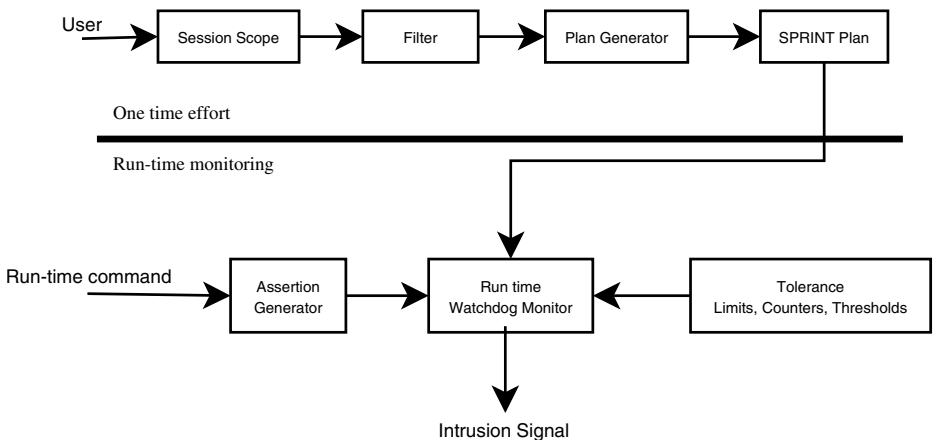 User
Session Scope
Filter
Plan Generator
SPRINT Plan
One time effort
Run-time monitoring
Run-time command
Assertion
Generator
Run time
Watchdog Monitor
Tolerance
Limits, Counters, Thresholds
Intrusion Signal